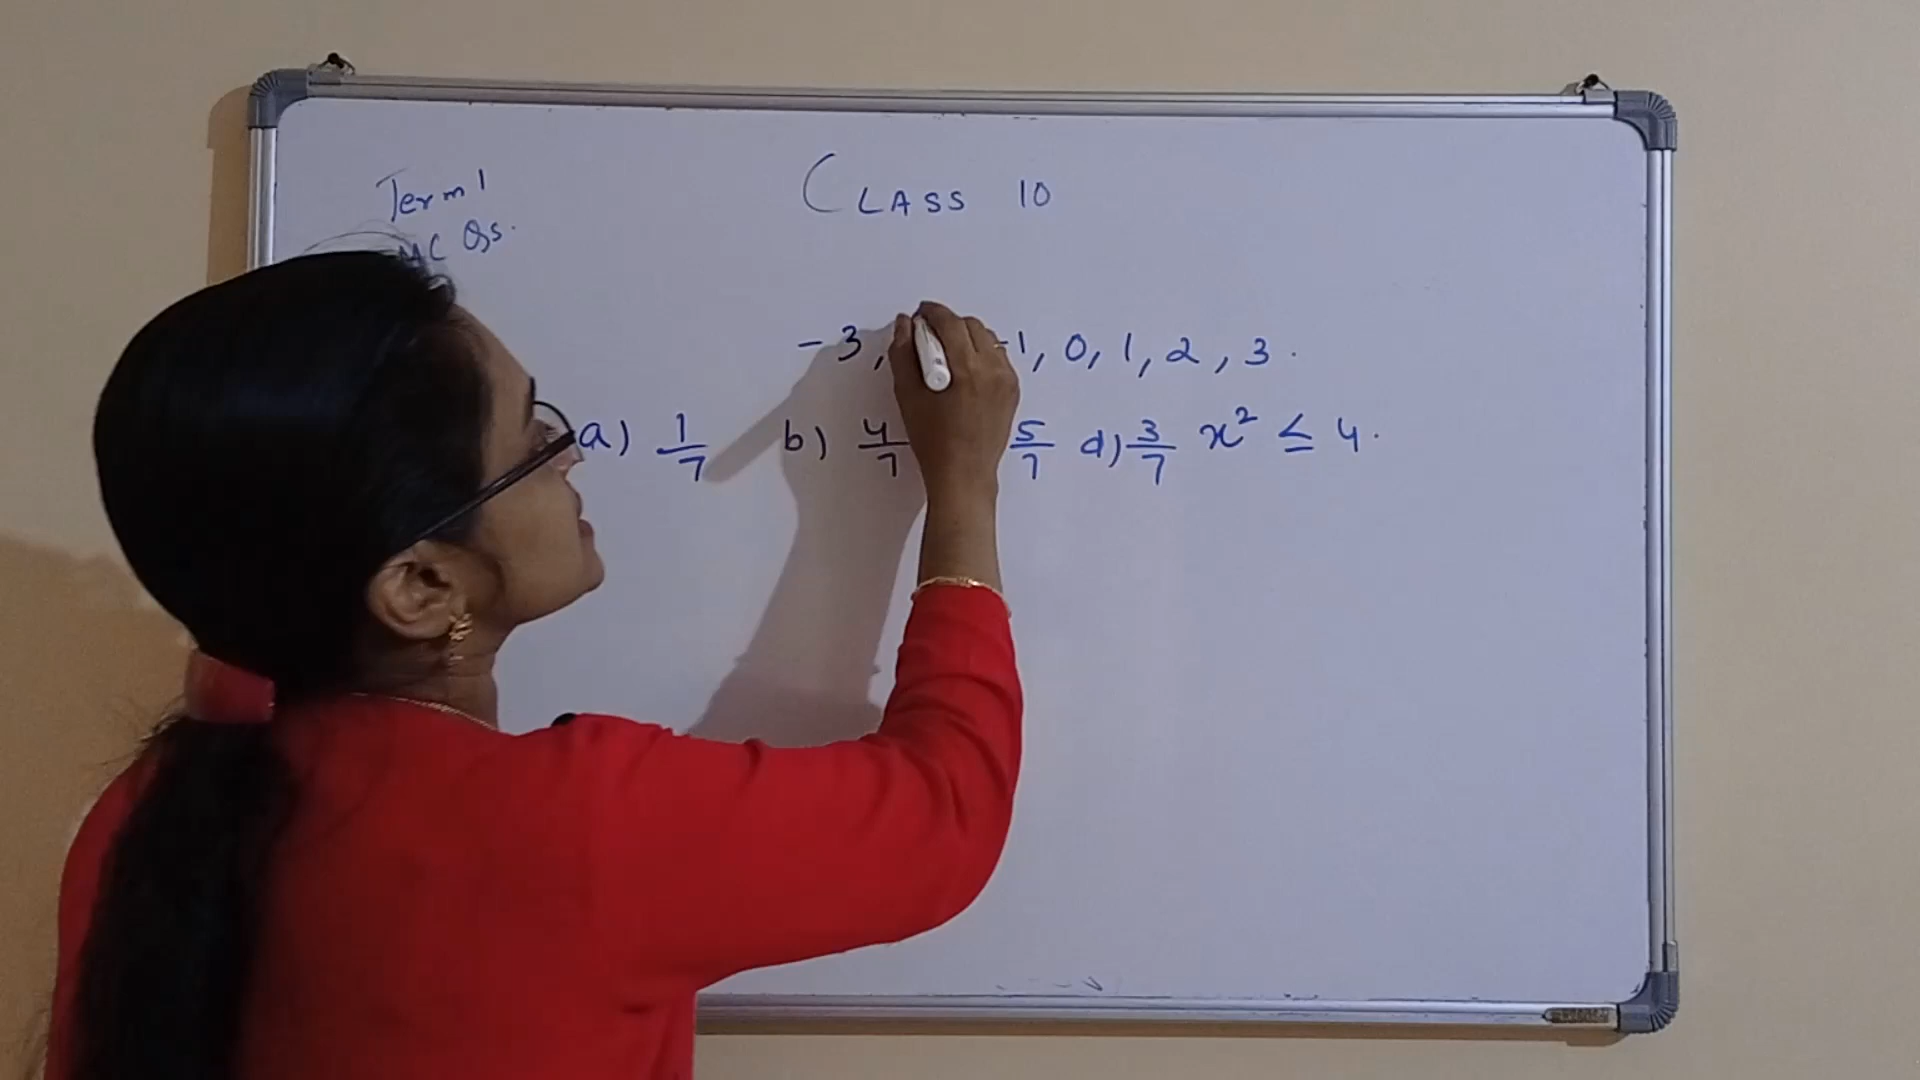 Term 1
MCQs.
CLASS 10
-3, -1, 0, 1, 2, 3.
a) 1/7 b) 4/7 5/7 d) 3/7 x² ≤ 4.